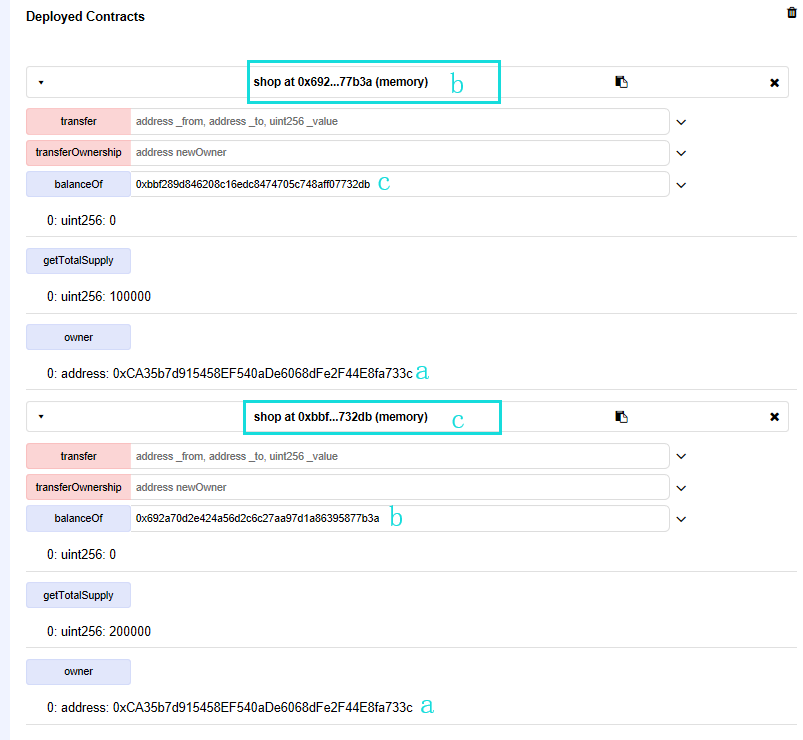 Deployed Contracts
shop at 0x692...77b3a (memory) b
transfer address _from, address _to, uint256 _value
transferOwnership address newOwner
balanceOf 0xbbf289d846208c16edc8474705c748aff07732db c
0: uint256: 0
getTotalSupply
0: uint256: 100000
owner
0: address: 0xCA35b7d915458EF540aDe6068dFe2F44E8fa733c a
shop at 0xbbf...732db (memory) c
transfer address _from, address _to, uint256 _value
transferOwnership address newOwner
balanceOf 0x692a70d2e424a56d2c6c27aa97d1a86395877b3a b
0: uint256: 0
getTotalSupply
0: uint256: 200000
owner
0: address: 0xCA35b7d915458EF540aDe6068dFe2F44E8fa733c a